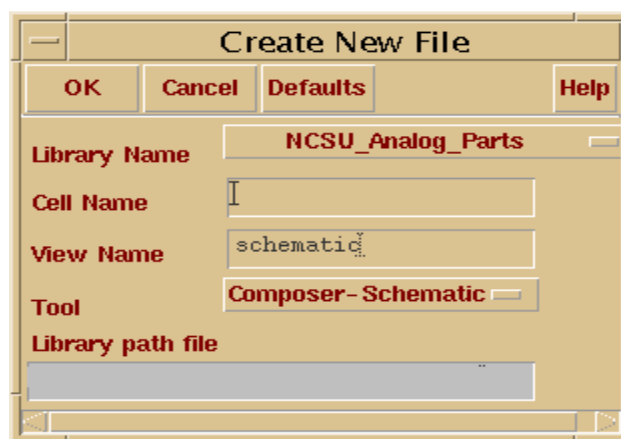 Create New File
OK Cancel Defaults Help
Library Name NCSU_Analog_Parts
Cell Name
View Name schematic
Tool Composer-Schematic
Library path file